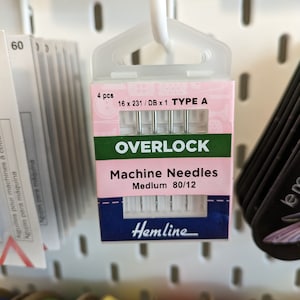 60
4 pcs
16 x 231 / DB x 1 TYPE A
OVERLOCK
Machine Needles
Medium 80/12
Hemline